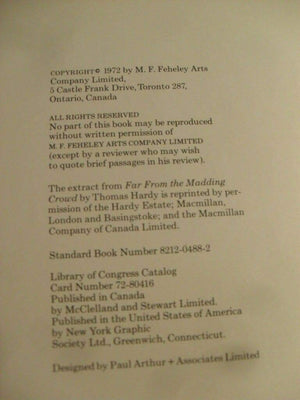 COPYRIGHT© 1972 by M. F. Feheley Arts
Company Limited,
5 Castle Frank Drive, Toronto 287,
Ontario, Canada
ALL RIGHTS RESERVED
No part of this book may be reproduced
without written permission of
M. F. FEHELEY ARTS COMPANY LIMITED
(except by a reviewer who may wish
to quote brief passages in his review).
The extract from Far From the Madding
Crowd by Thomas Hardy is reprinted by per-
mission of the Hardy Estate; Macmillan,
London and Basingstoke; and the Macmillan
Company of Canada Limited.
Standard Book Number 8212-0488-2
Library of Congress Catalog
Card Number 72-80416
Published in Canada
by McClelland and Stewart Limited.
Published in the United States of America
by New York Graphic
Society Ltd., Greenwich, Connecticut.
Designed by Paul Arthur + Associates Limited